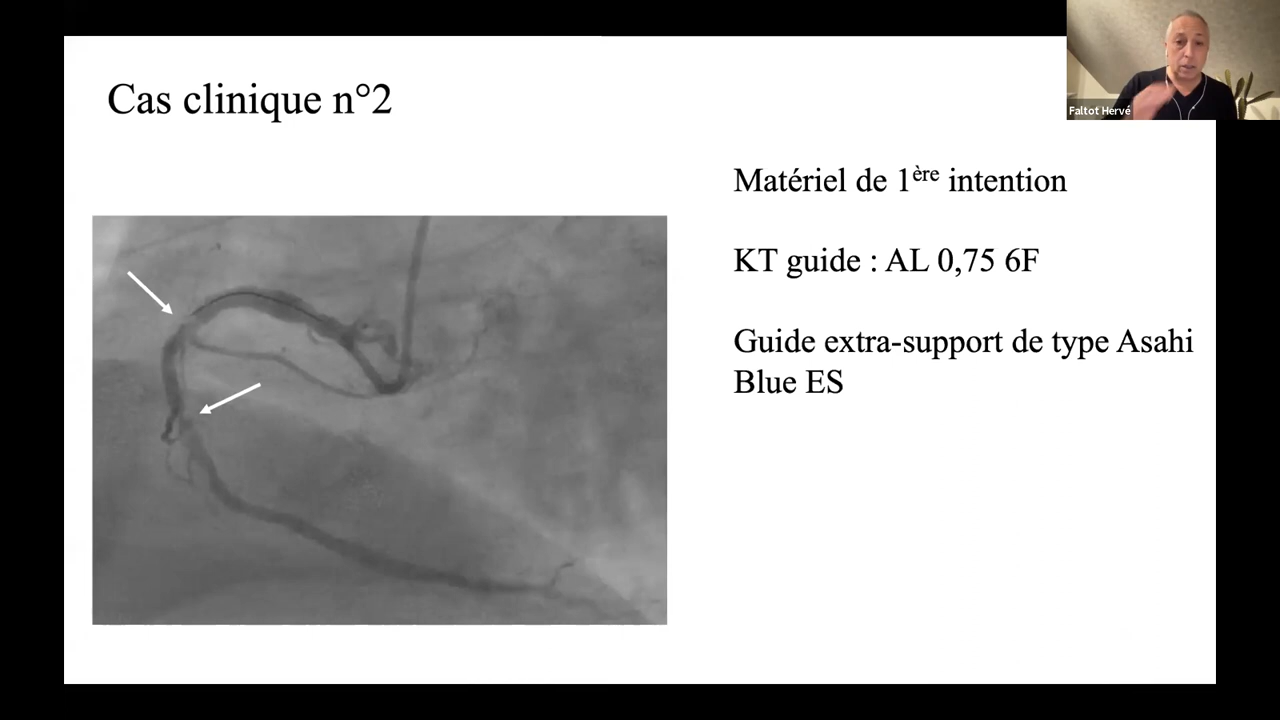 Faltot Hervé
Cas clinique n°2
Matériel de 1ère intention
KT guide : AL 0,75 6F
Guide extra-support de type Asahi
Blue ES